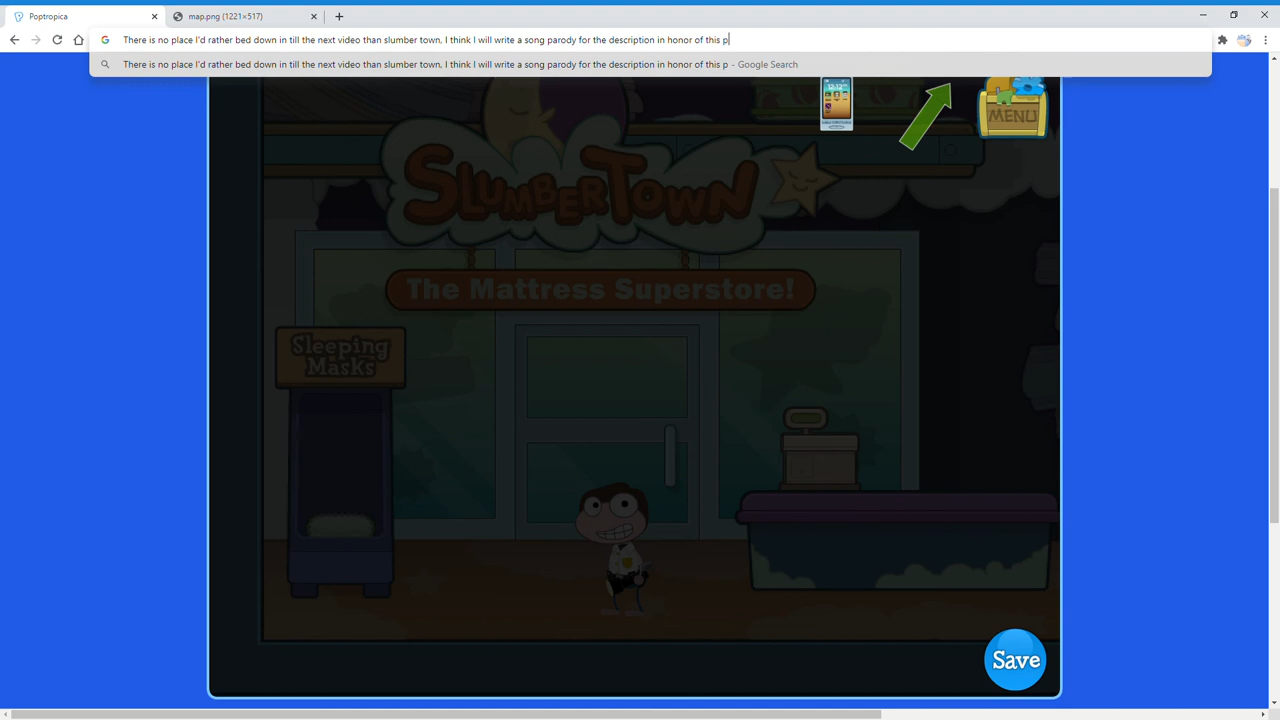 Poptropica
map.png (1221×517)
There is no place I'd rather bed down in till the next video than slumber town, I think I will write a song parody for the description in honor of this p
There is no place I'd rather bed down in till the next video than slumber town, I think I will write a song parody for the description in honor of this p - Google Search
12:12
MENU
SLUMBERTOWN
The Mattress Superstore!
Sleeping
Masks
Save